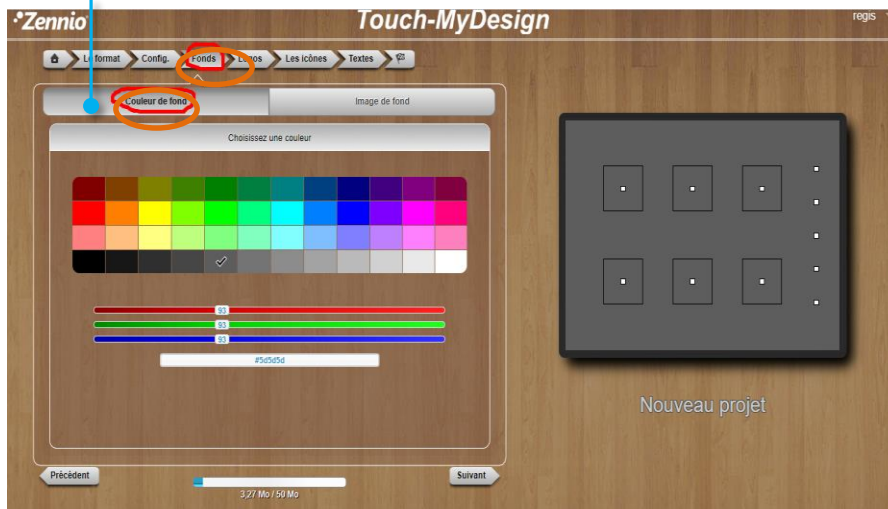 Zennio
Touch-MyDesign
regis
Le format Config. Fonds Logos Les icônes Textes
Couleur de fond Image de fond
Choisissez une couleur
93
93
93
#5d5d5d
Nouveau projet
Précédent
Suivant
3,27 Mo / 50 Mo